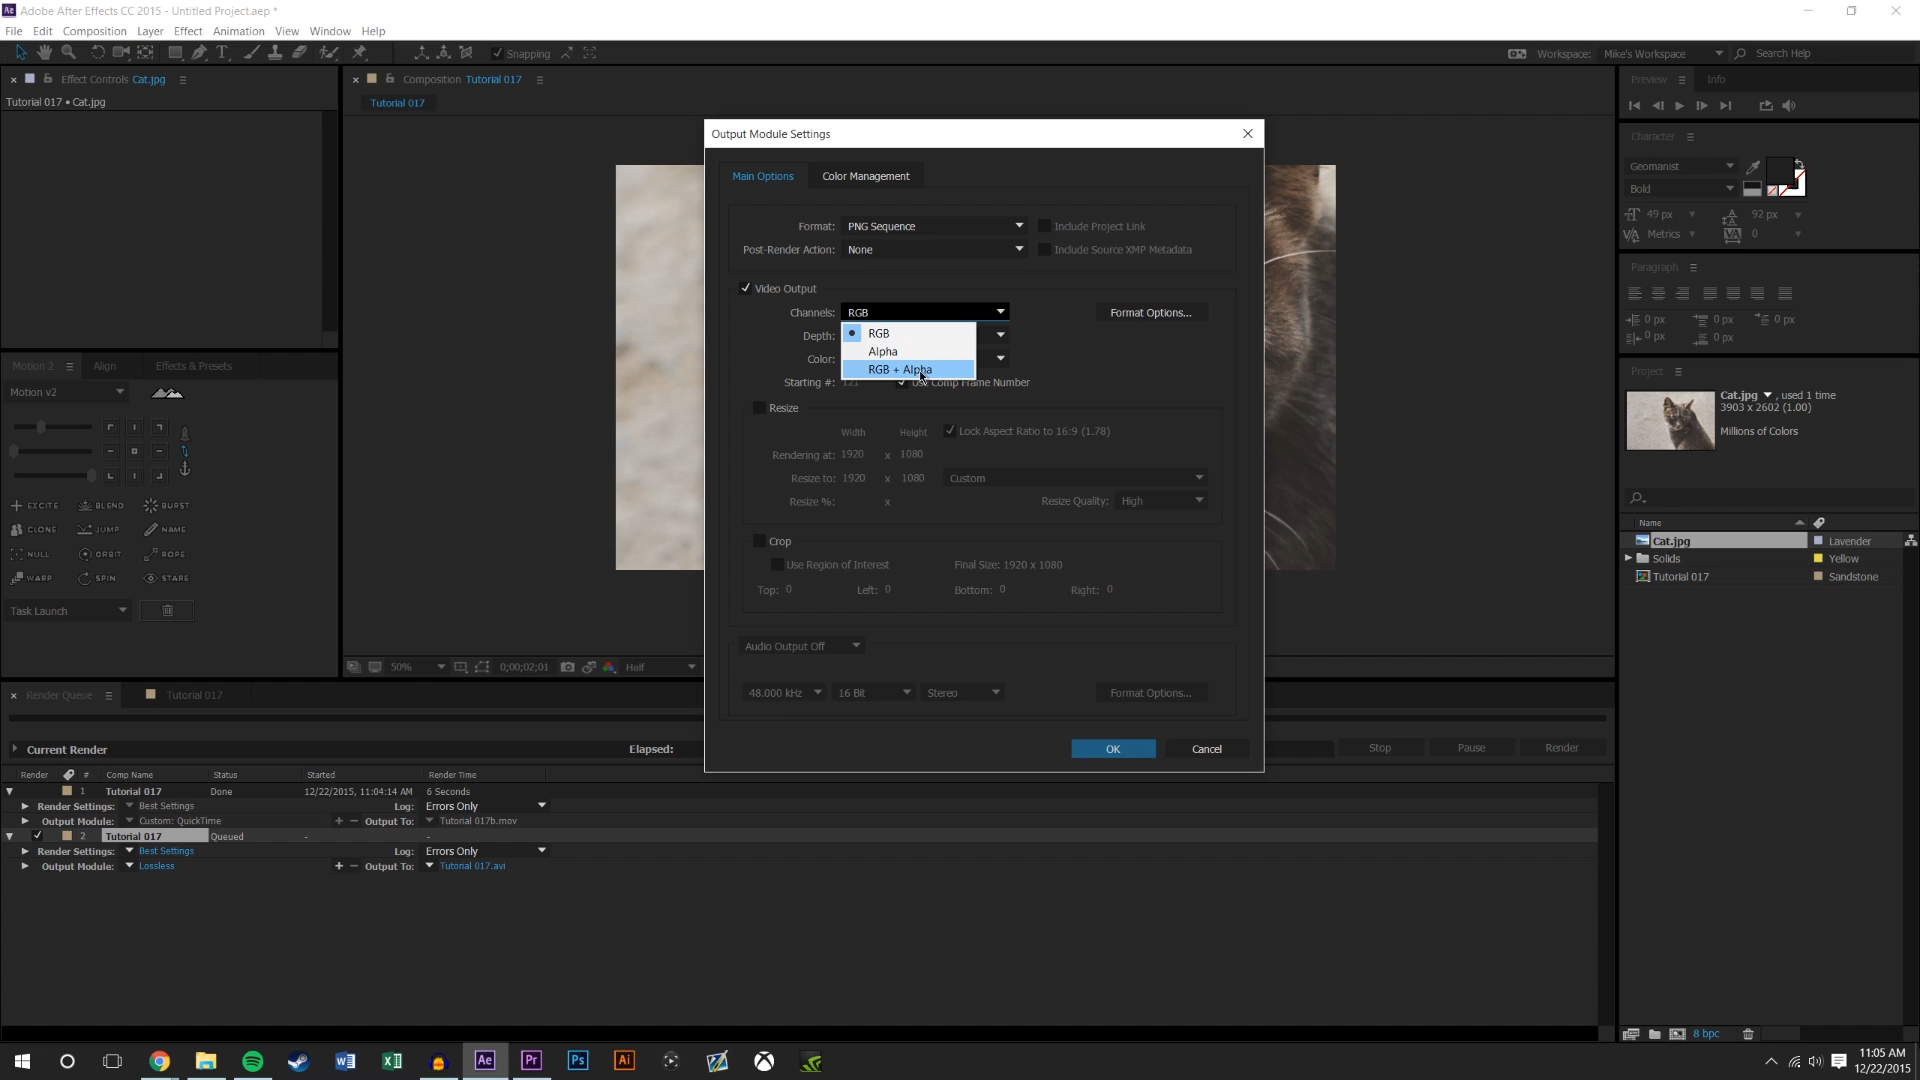 Ae Adobe After Effects CC 2015 - Untitled Project.aep *
File Edit Composition Layer Effect Animation View Window Help
Snapping
Workspace: Mike's Workspace Search Help
Effect Controls Cat.jpg
Composition Tutorial 017
Preview Info
Tutorial 017 • Cat.jpg
Tutorial 017
Output Module Settings
Main Options Color Management
Format: PNG Sequence Include Project Link
Post-Render Action: None Include Source XMP Metadata
Video Output
Channels: RGB Format Options...
RGB
Alpha
RGB + Alpha
Depth:
Color:
Starting #: 121 Use Comp Frame Number
Resize
Width Height Lock Aspect Ratio to 16:9 (1.78)
Rendering at: 1920 x 1080
Resize to: 1920 x 1080 Custom
Resize %: x Resize Quality: High
Crop
Use Region of Interest Final Size: 1920 x 1080
Top: 0 Left: 0 Bottom: 0 Right: 0
Audio Output Off
48.000 kHz 16 Bit Stereo Format Options...
OK Cancel
Character
Geomanist
Bold
49 px 92 px
Metrics 0
Paragraph
0 px 0 px 0 px
0 px 0 px
Project
Cat.jpg , used 1 time
3903 x 2602 (1.00)
Millions of Colors
Name
Cat.jpg Lavender
Solids Yellow
Tutorial 017 Sandstone
8 bpc
Motion 2 Align Effects & Presets
Motion v2
EXCITE BLEND BURST
CLONE JUMP NAME
NULL ORBIT ROPE
WARP SPIN STARE
Task Launch
50% 0;00;02;01 Half
Render Queue Tutorial 017
Current Render Elapsed: Stop Pause Render
Render # Comp Name Status Started Render Time
1 Tutorial 017 Done 12/22/2015, 11:04:14 AM 6 Seconds
Render Settings: Best Settings Log: Errors Only
Output Module: Custom: QuickTime Output To: Tutorial 017b.mov
2 Tutorial 017 Queued - -
Render Settings: Best Settings Log: Errors Only
Output Module: Lossless Output To: Tutorial 017.avi
Ae Pr Ps Ai
11:05 AM
12/22/2015